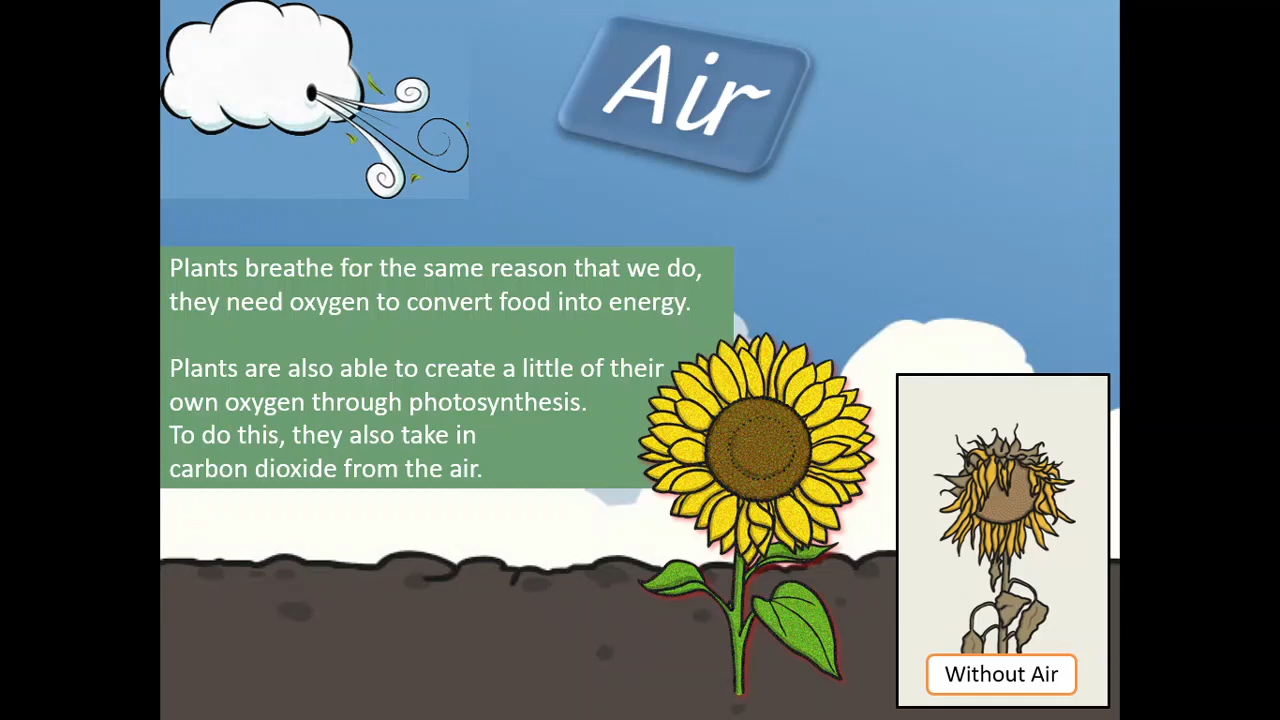 Air
Plants breathe for the same reason that we do,
they need oxygen to convert food into energy.
Plants are also able to create a little of their
own oxygen through photosynthesis.
To do this, they also take in
carbon dioxide from the air.
Without Air